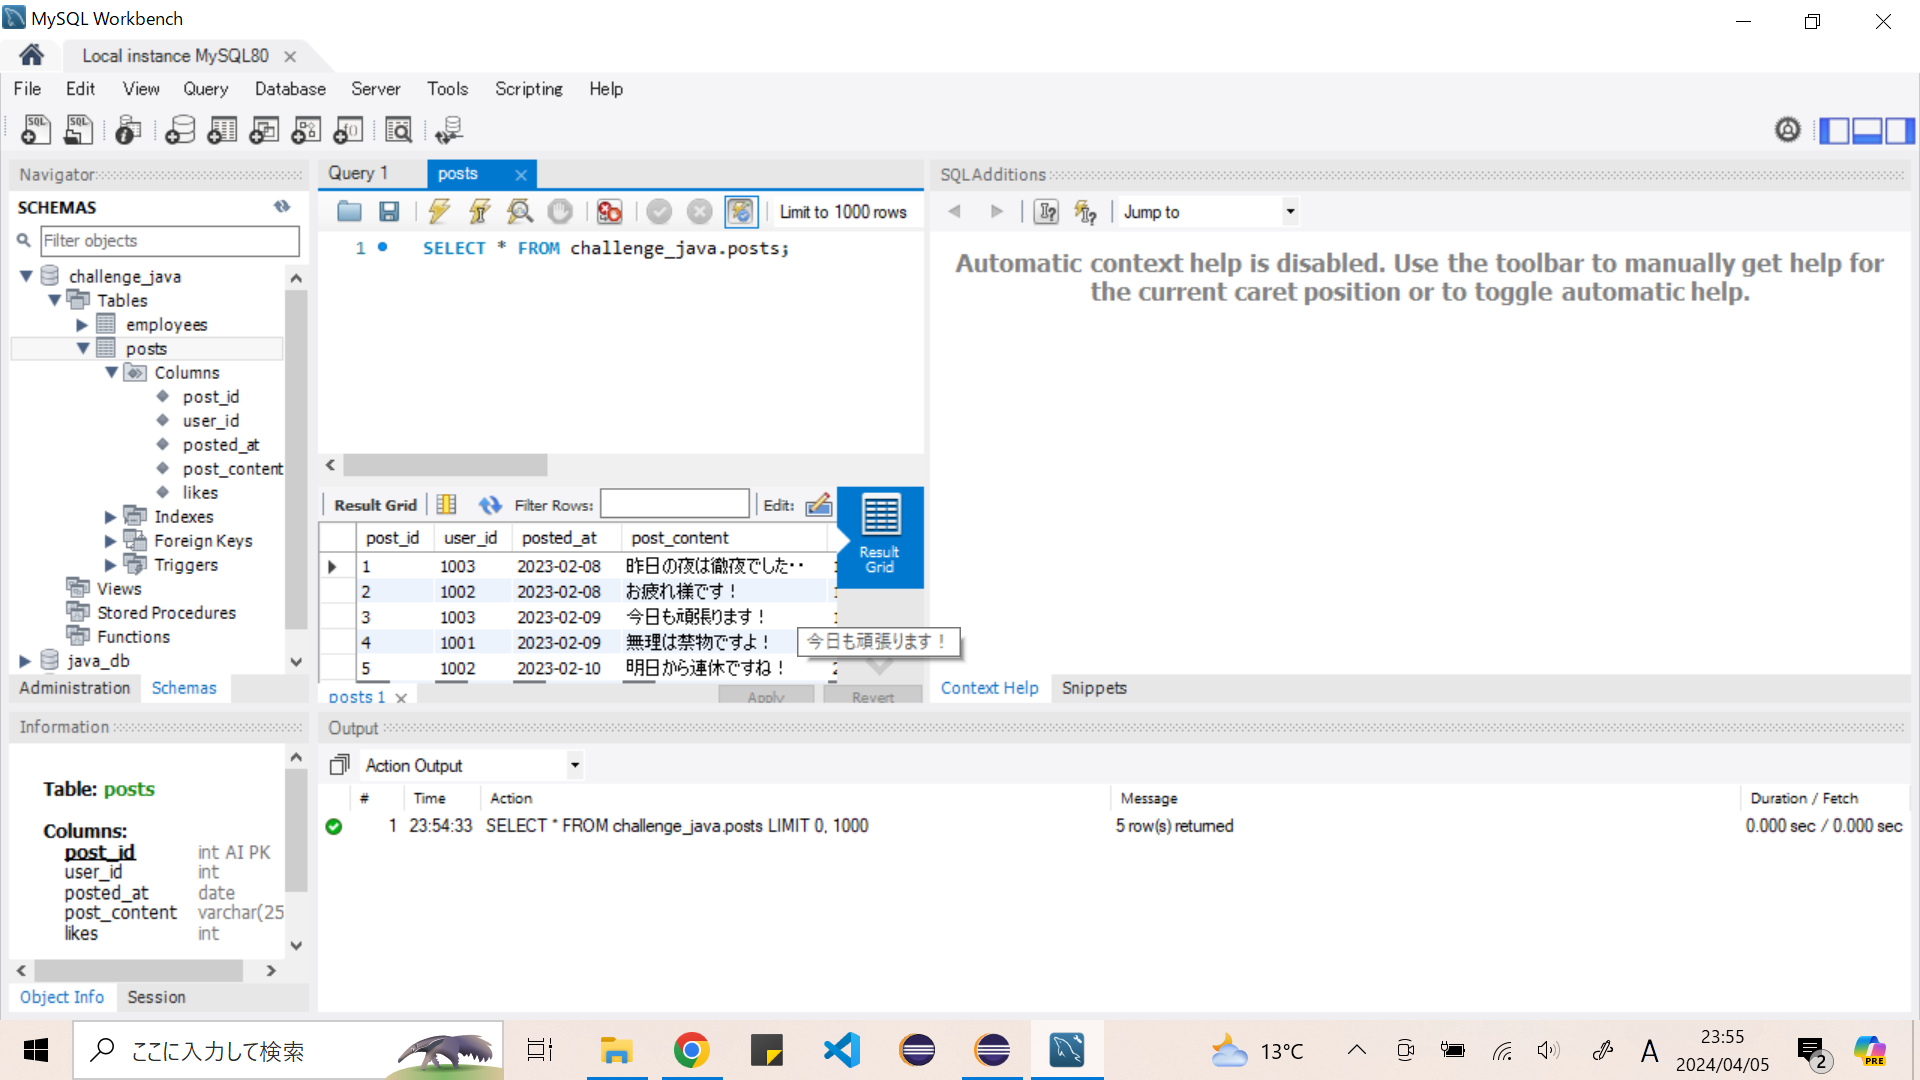 MySQL Workbench
Local instance MySQL80
File Edit View Query Database Server Tools Scripting Help
Navigator
SCHEMAS
Filter objects
challenge_java
Tables
employees
posts
Columns
post_id
user_id
posted_at
post_content
likes
Indexes
Foreign Keys
Triggers
Views
Stored Procedures
Functions
java_db
Administration Schemas
Query 1 posts
Limit to 1000 rows
1 SELECT * FROM challenge_java.posts;
Result Grid Filter Rows: Edit:
post_id user_id posted_at post_content
1 1003 2023-02-08 昨日の夜は徹夜でした・・
2 1002 2023-02-08 お疲れ様です！
3 1003 2023-02-09 今日も頑張ります！
4 1001 2023-02-09 無理は禁物ですよ！
5 1002 2023-02-10 明日から連休ですね！
今日も頑張ります！
Result Grid
posts 1 Apply Revert
SQLAdditions
Jump to
Automatic context help is disabled. Use the toolbar to manually get help for
the current caret position or to toggle automatic help.
Context Help Snippets
Information
Table: posts
Columns:
post_id int AI PK
user_id int
posted_at date
post_content varchar(25
likes int
Object Info Session
Output
Action Output
# Time Action Message Duration / Fetch
1 23:54:33 SELECT * FROM challenge_java.posts LIMIT 0, 1000 5 row(s) returned 0.000 sec / 0.000 sec
ここに入力して検索
13°C
A
23:55
2024/04/05
2
PRE